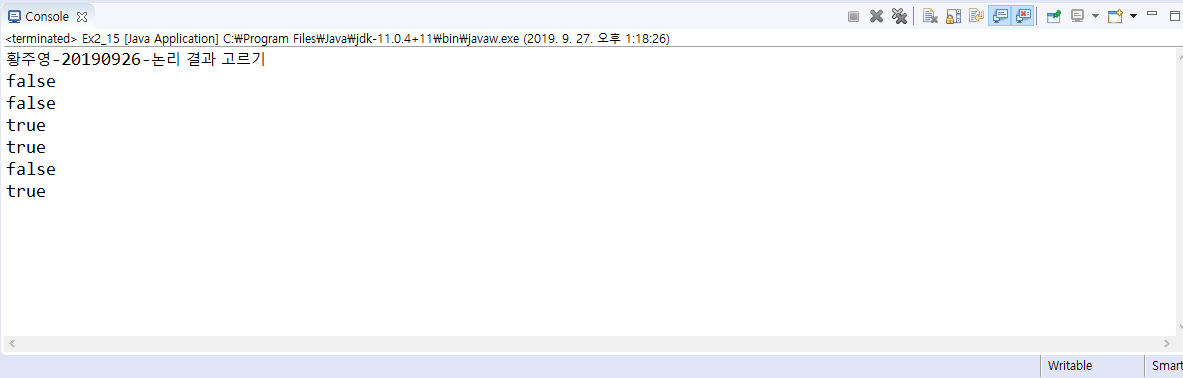 Console
<terminated> Ex2_15 [Java Application] C:₩Program Files₩Java₩jdk-11.0.4+11₩bin₩javaw.exe (2019. 9. 27. 오후 1:18:26)
황주영-20190926-논리 결과 고르기
false
false
true
true
false
true
Writable
Smart